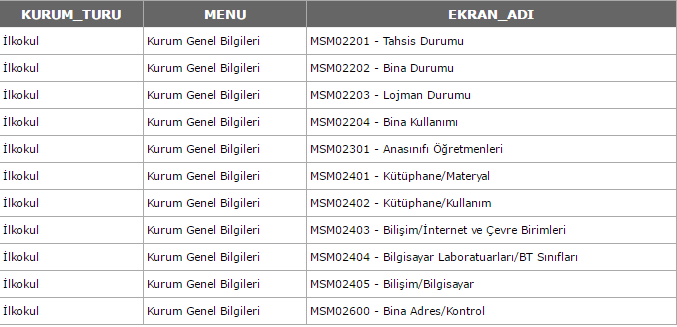 KURUM_TURU MENU EKRAN_ADI
İlkokul Kurum Genel Bilgileri MSM02201 - Tahsis Durumu
İlkokul Kurum Genel Bilgileri MSM02202 - Bina Durumu
İlkokul Kurum Genel Bilgileri MSM02203 - Lojman Durumu
İlkokul Kurum Genel Bilgileri MSM02204 - Bina Kullanımı
İlkokul Kurum Genel Bilgileri MSM02301 - Anasınıfı Öğretmenleri
İlkokul Kurum Genel Bilgileri MSM02401 - Kütüphane/Materyal
İlkokul Kurum Genel Bilgileri MSM02402 - Kütüphane/Kullanım
İlkokul Kurum Genel Bilgileri MSM02403 - Bilişim/İnternet ve Çevre Birimleri
İlkokul Kurum Genel Bilgileri MSM02404 - Bilgisayar Laboratuarları/BT Sınıfları
İlkokul Kurum Genel Bilgileri MSM02405 - Bilişim/Bilgisayar
İlkokul Kurum Genel Bilgileri MSM02600 - Bina Adres/Kontrol